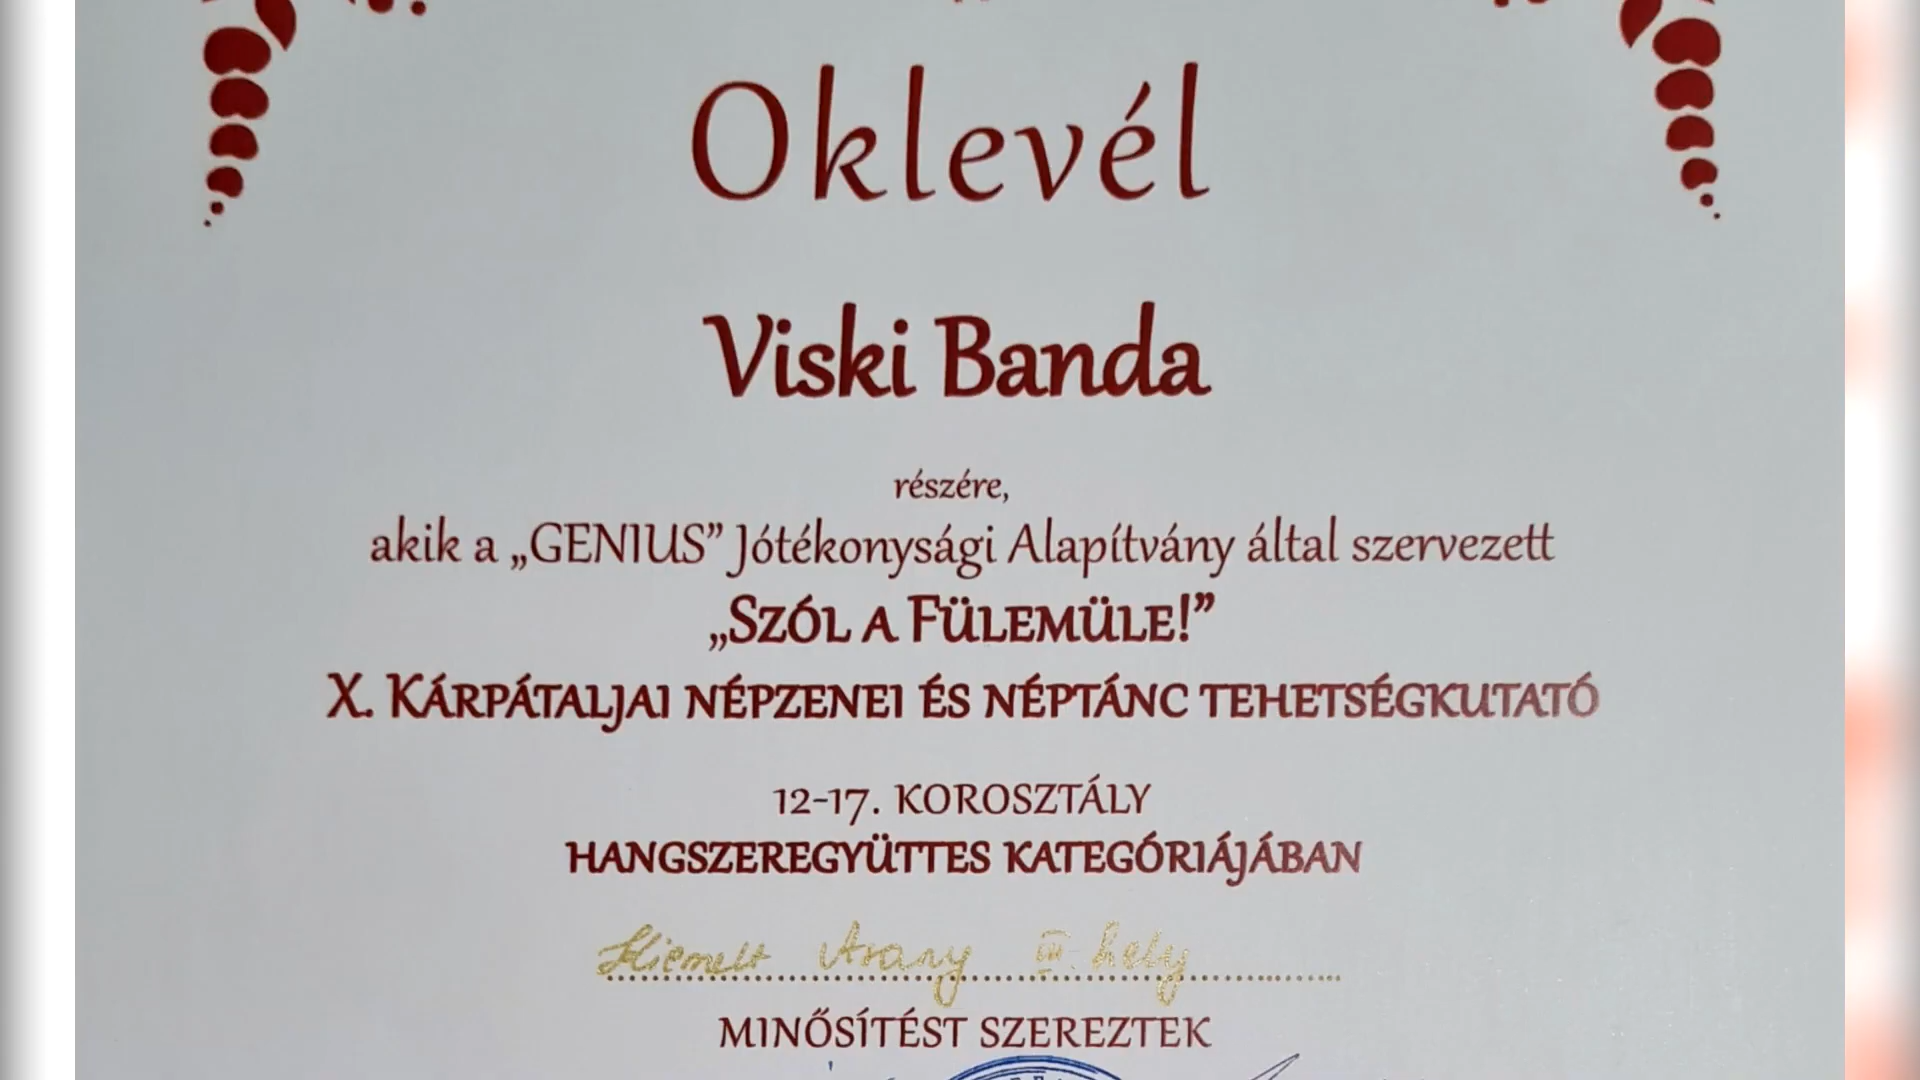 Oklevél
Viski Banda
részére,
akik a „GENIUS” Jótékonysági Alapítvány által szervezett
„SZÓL A FÜLEMÜLE!”
X. KÁRPÁTALJAI NÉPZENEI ÉS NÉPTÁNC TEHETSÉGKUTATÓ
12-17. KOROSZTÁLY
HANGSZEREGYÜTTES KATEGÓRIÁJÁBAN
Kiemelt Arany III. hely
MINŐSÍTÉST SZEREZTEK